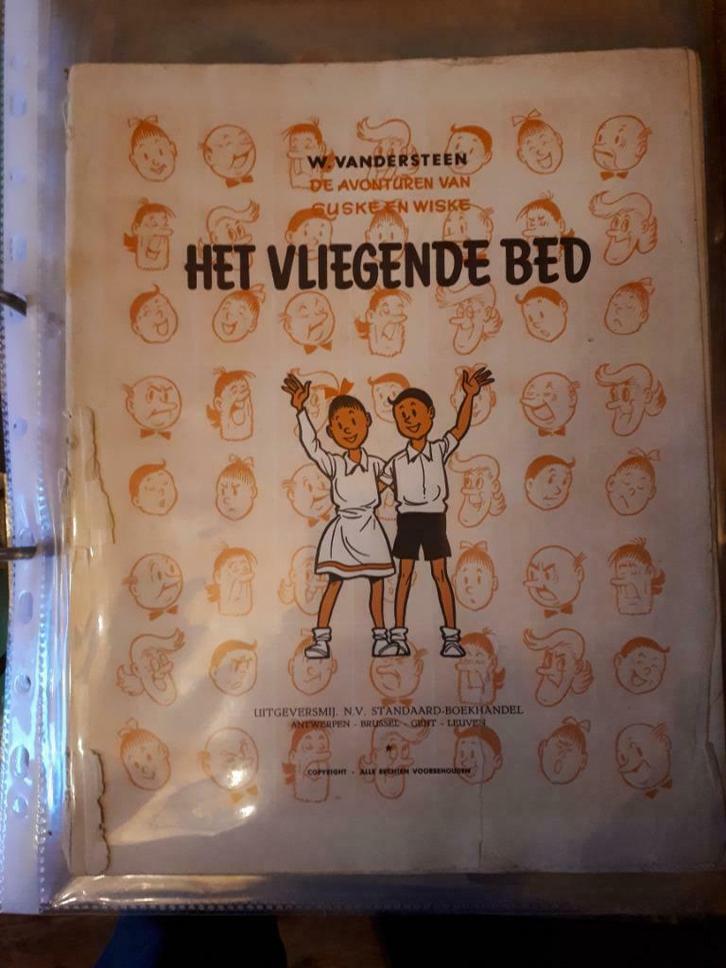 W. VANDERSTEEN
DE AVONTUREN VAN
SUSKE EN WISKE
HET VLIEGENDE BED
UITGEVERSMIJ. N.V. STANDAARD-BOEKHANDEL
ANTWERPEN - BRUSSEL - GENT - LEUVEN
*
COPYRIGHT - ALLE RECHTEN VOORBEHOUDEN